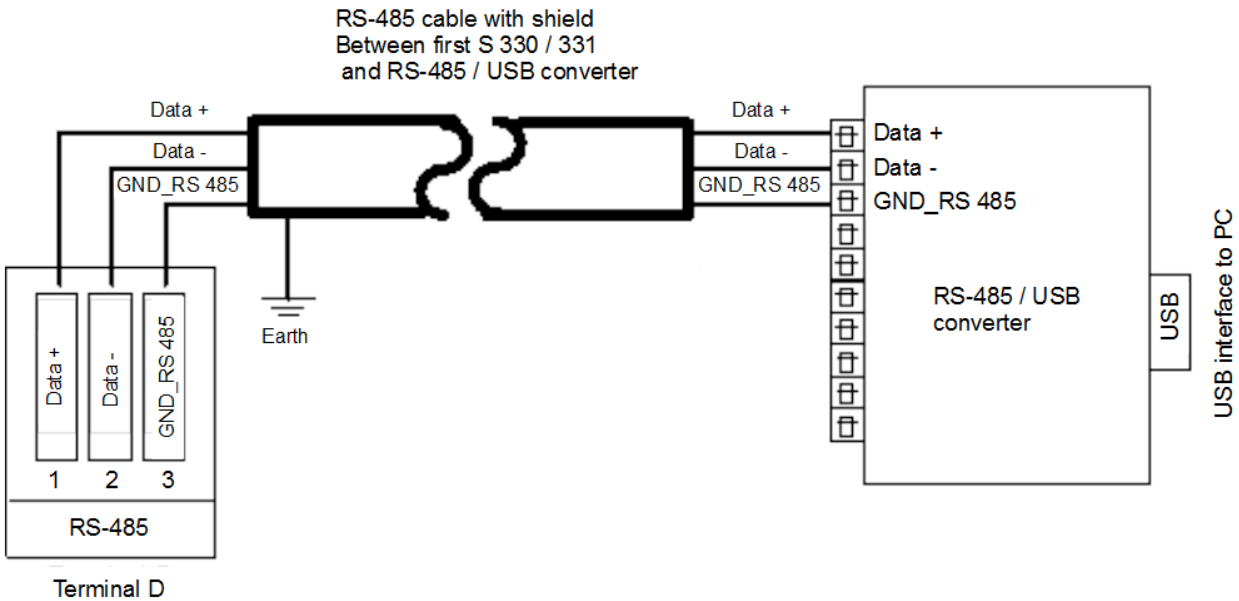 RS-485 cable with shield
Between first S 330 / 331
and RS-485 / USB converter
Data +
Data -
GND_RS 485
Data +
Data -
GND_RS 485
Data +
Data -
GND_RS 485
RS-485 / USB
converter
USB
USB interface to PC
Earth
Data +
Data -
GND_RS 485
1
2
3
RS-485
Terminal D